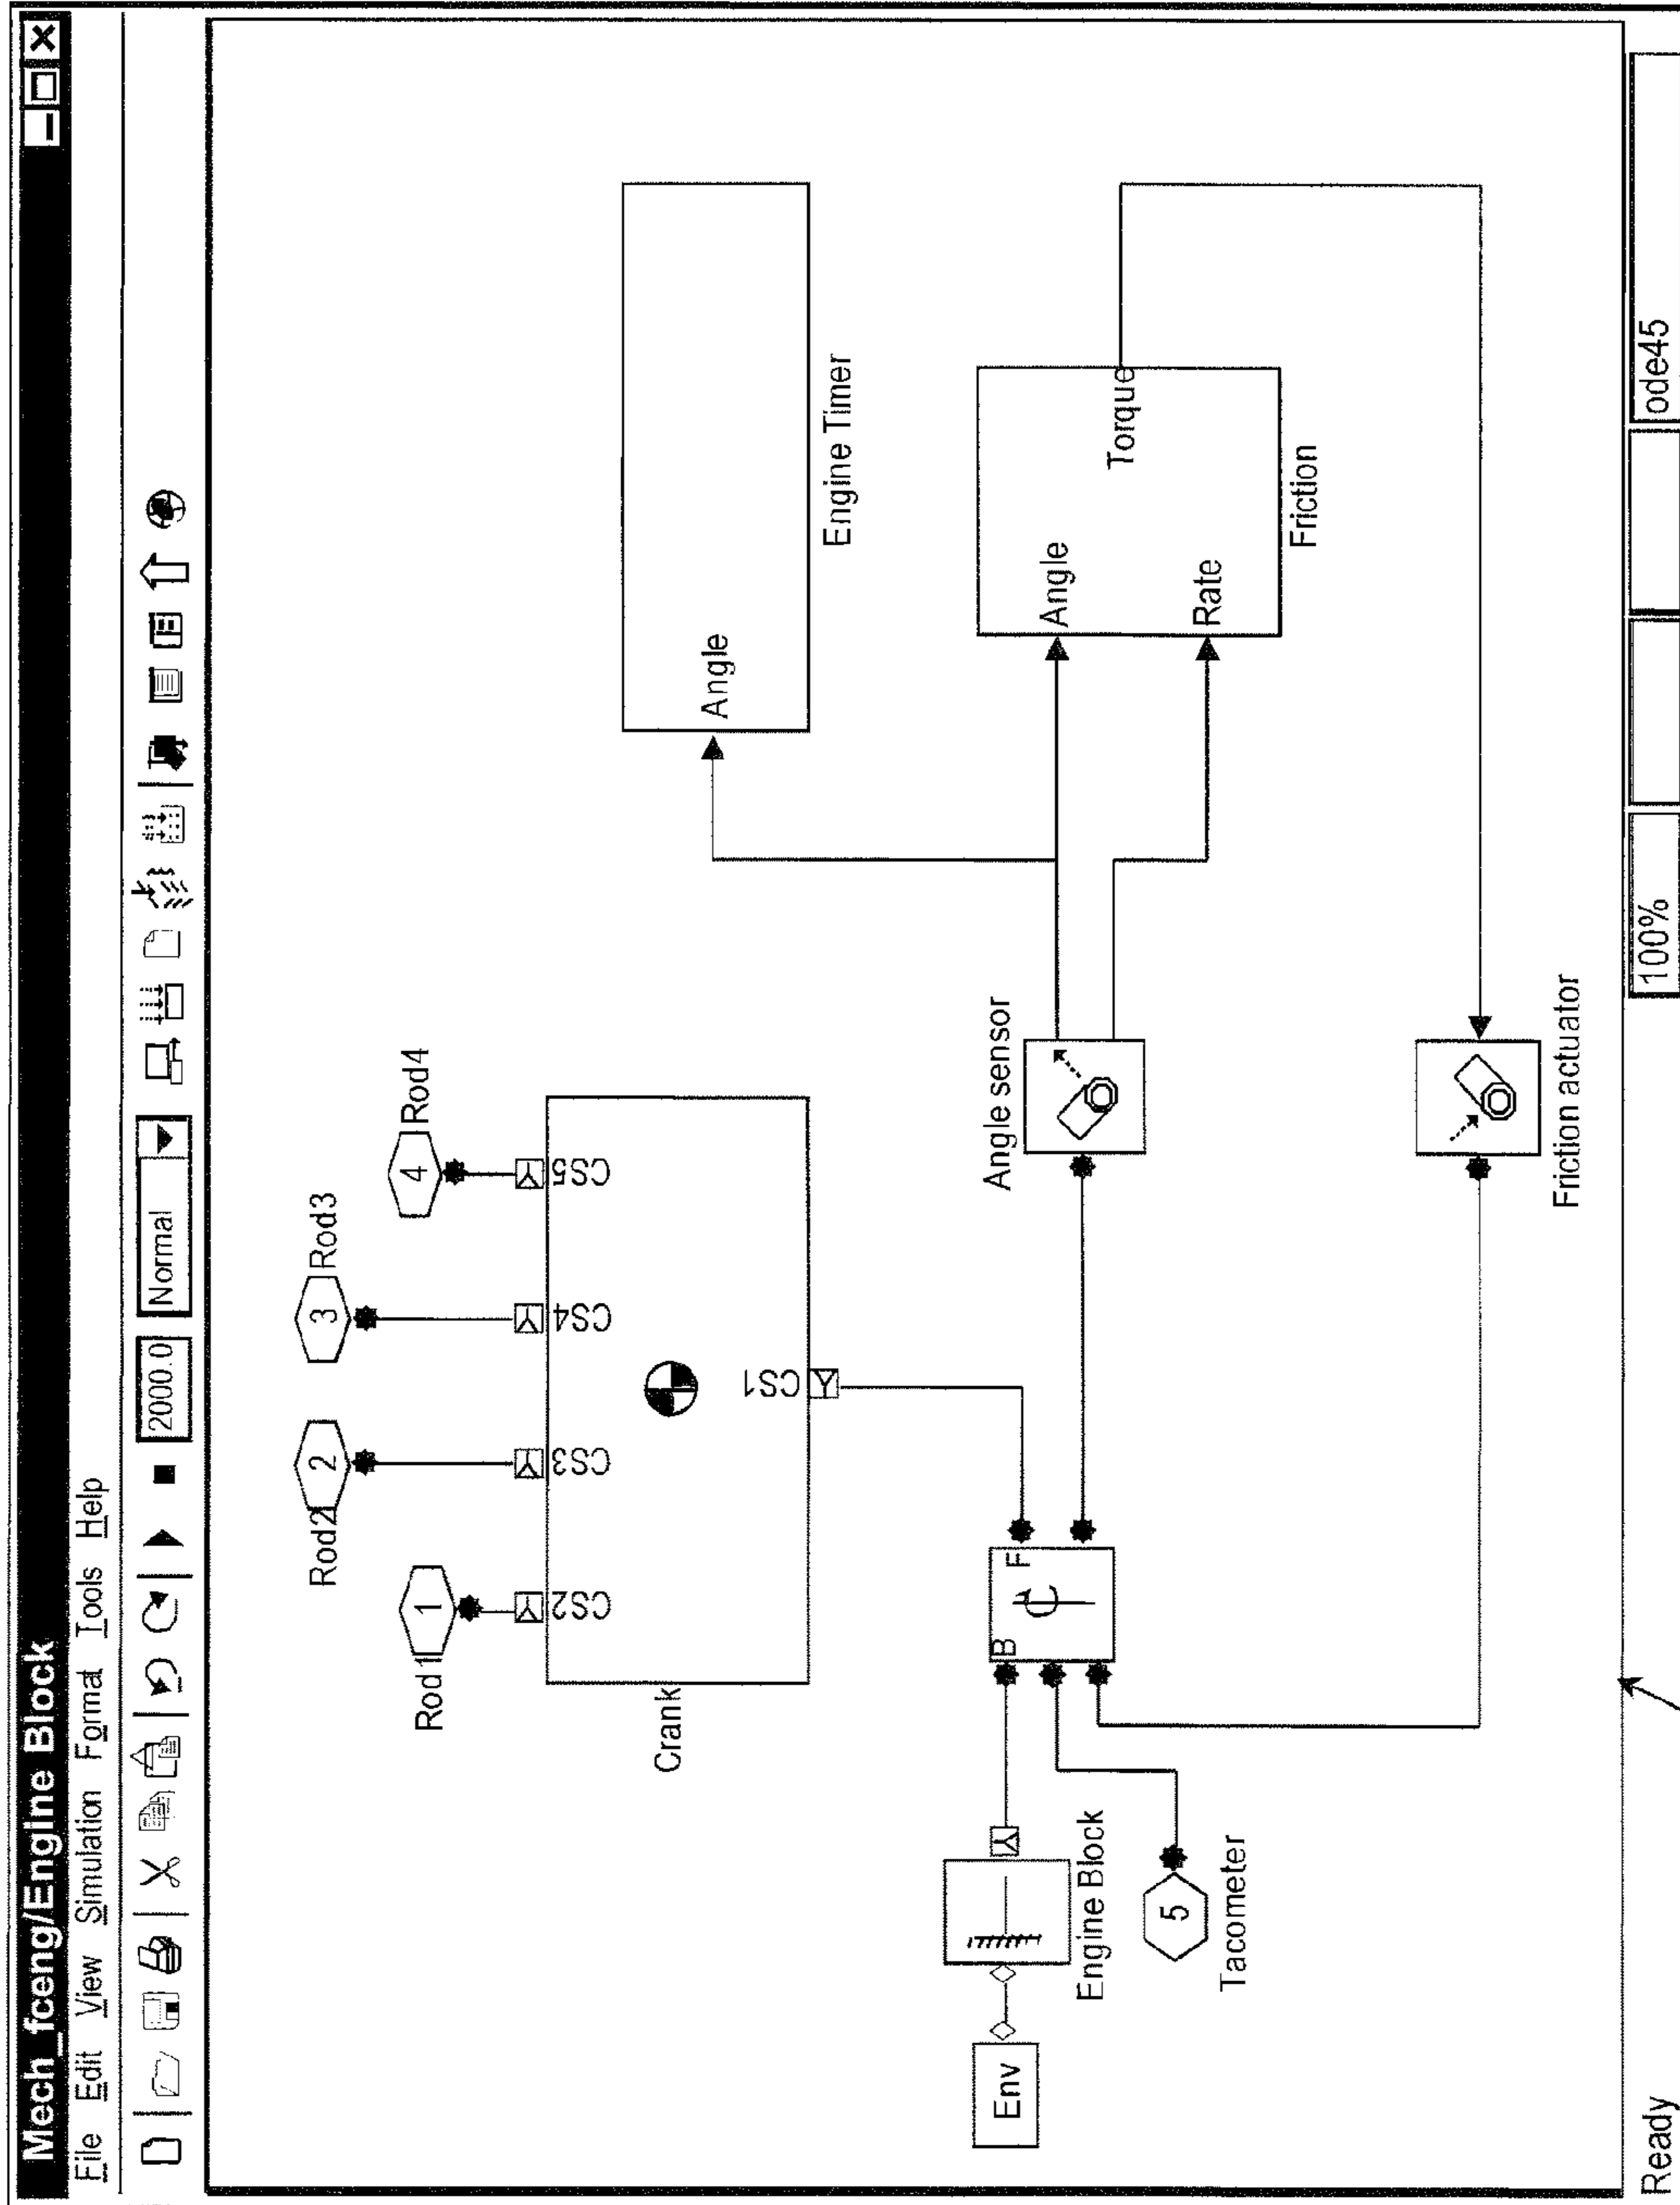 Mech_fceng/Engine Block
File Edit View Simulation Format Tools Help
2000.0 Normal
2 Rod2
3 Rod3
1 Rod1
4 Rod4
CS2 CS3 CS4 CS5
Crank
CS1
Engine Timer
Angle
Env
Engine Block
B F
Angle sensor
Angle
Rate
Torque
Friction
5
Tacometer
Friction actuator
Ready 100% ode45